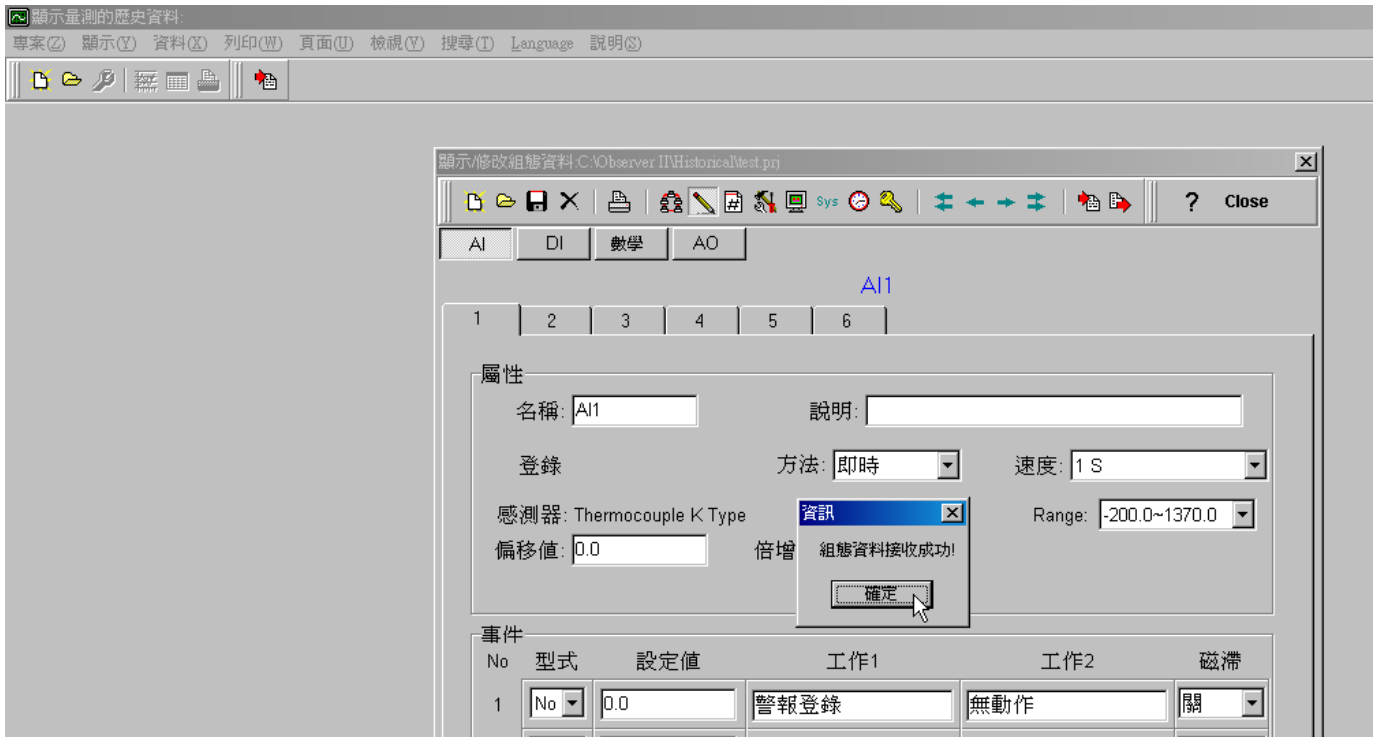 顯示量測的歷史資料:
專案(Z) 顯示(Y) 資料(X) 列印(W) 頁面(U) 檢視(V) 搜尋(T) Language 說明(S)
顯示/修改組態資料:C:\Observer II\Historical\test.prj
Sys ? Close
AI DI 數學 AO
AI1
1 2 3 4 5 6
屬性
名稱: AI1 說明:
登錄 方法: 即時 速度: 1 S
感測器: Thermocouple K Type Range: -200.0~1370.0
偏移值: 0.0 倍增
資訊
組態資料接收成功!
確定
事件
No 型式 設定值 工作1 工作2 磁滯
1 No 0.0 警報登錄 無動作 關